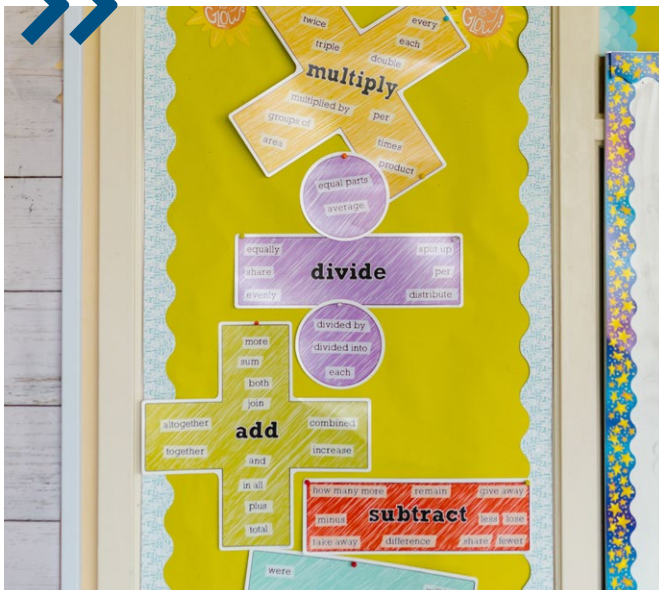 GLOW!
GLOW!
twice
every
triple
each
double
multiply
multiplied by
per
groups of
area
times
product
equal parts
average
equally
split up
share
divide
per
evenly
distribute
divided by
divided into
each
more
sum
both
join
altogether
combined
add
together
increase
and
in all
plus
total
how many more remain give away
minus subtract less lose
take away difference share fewer
were